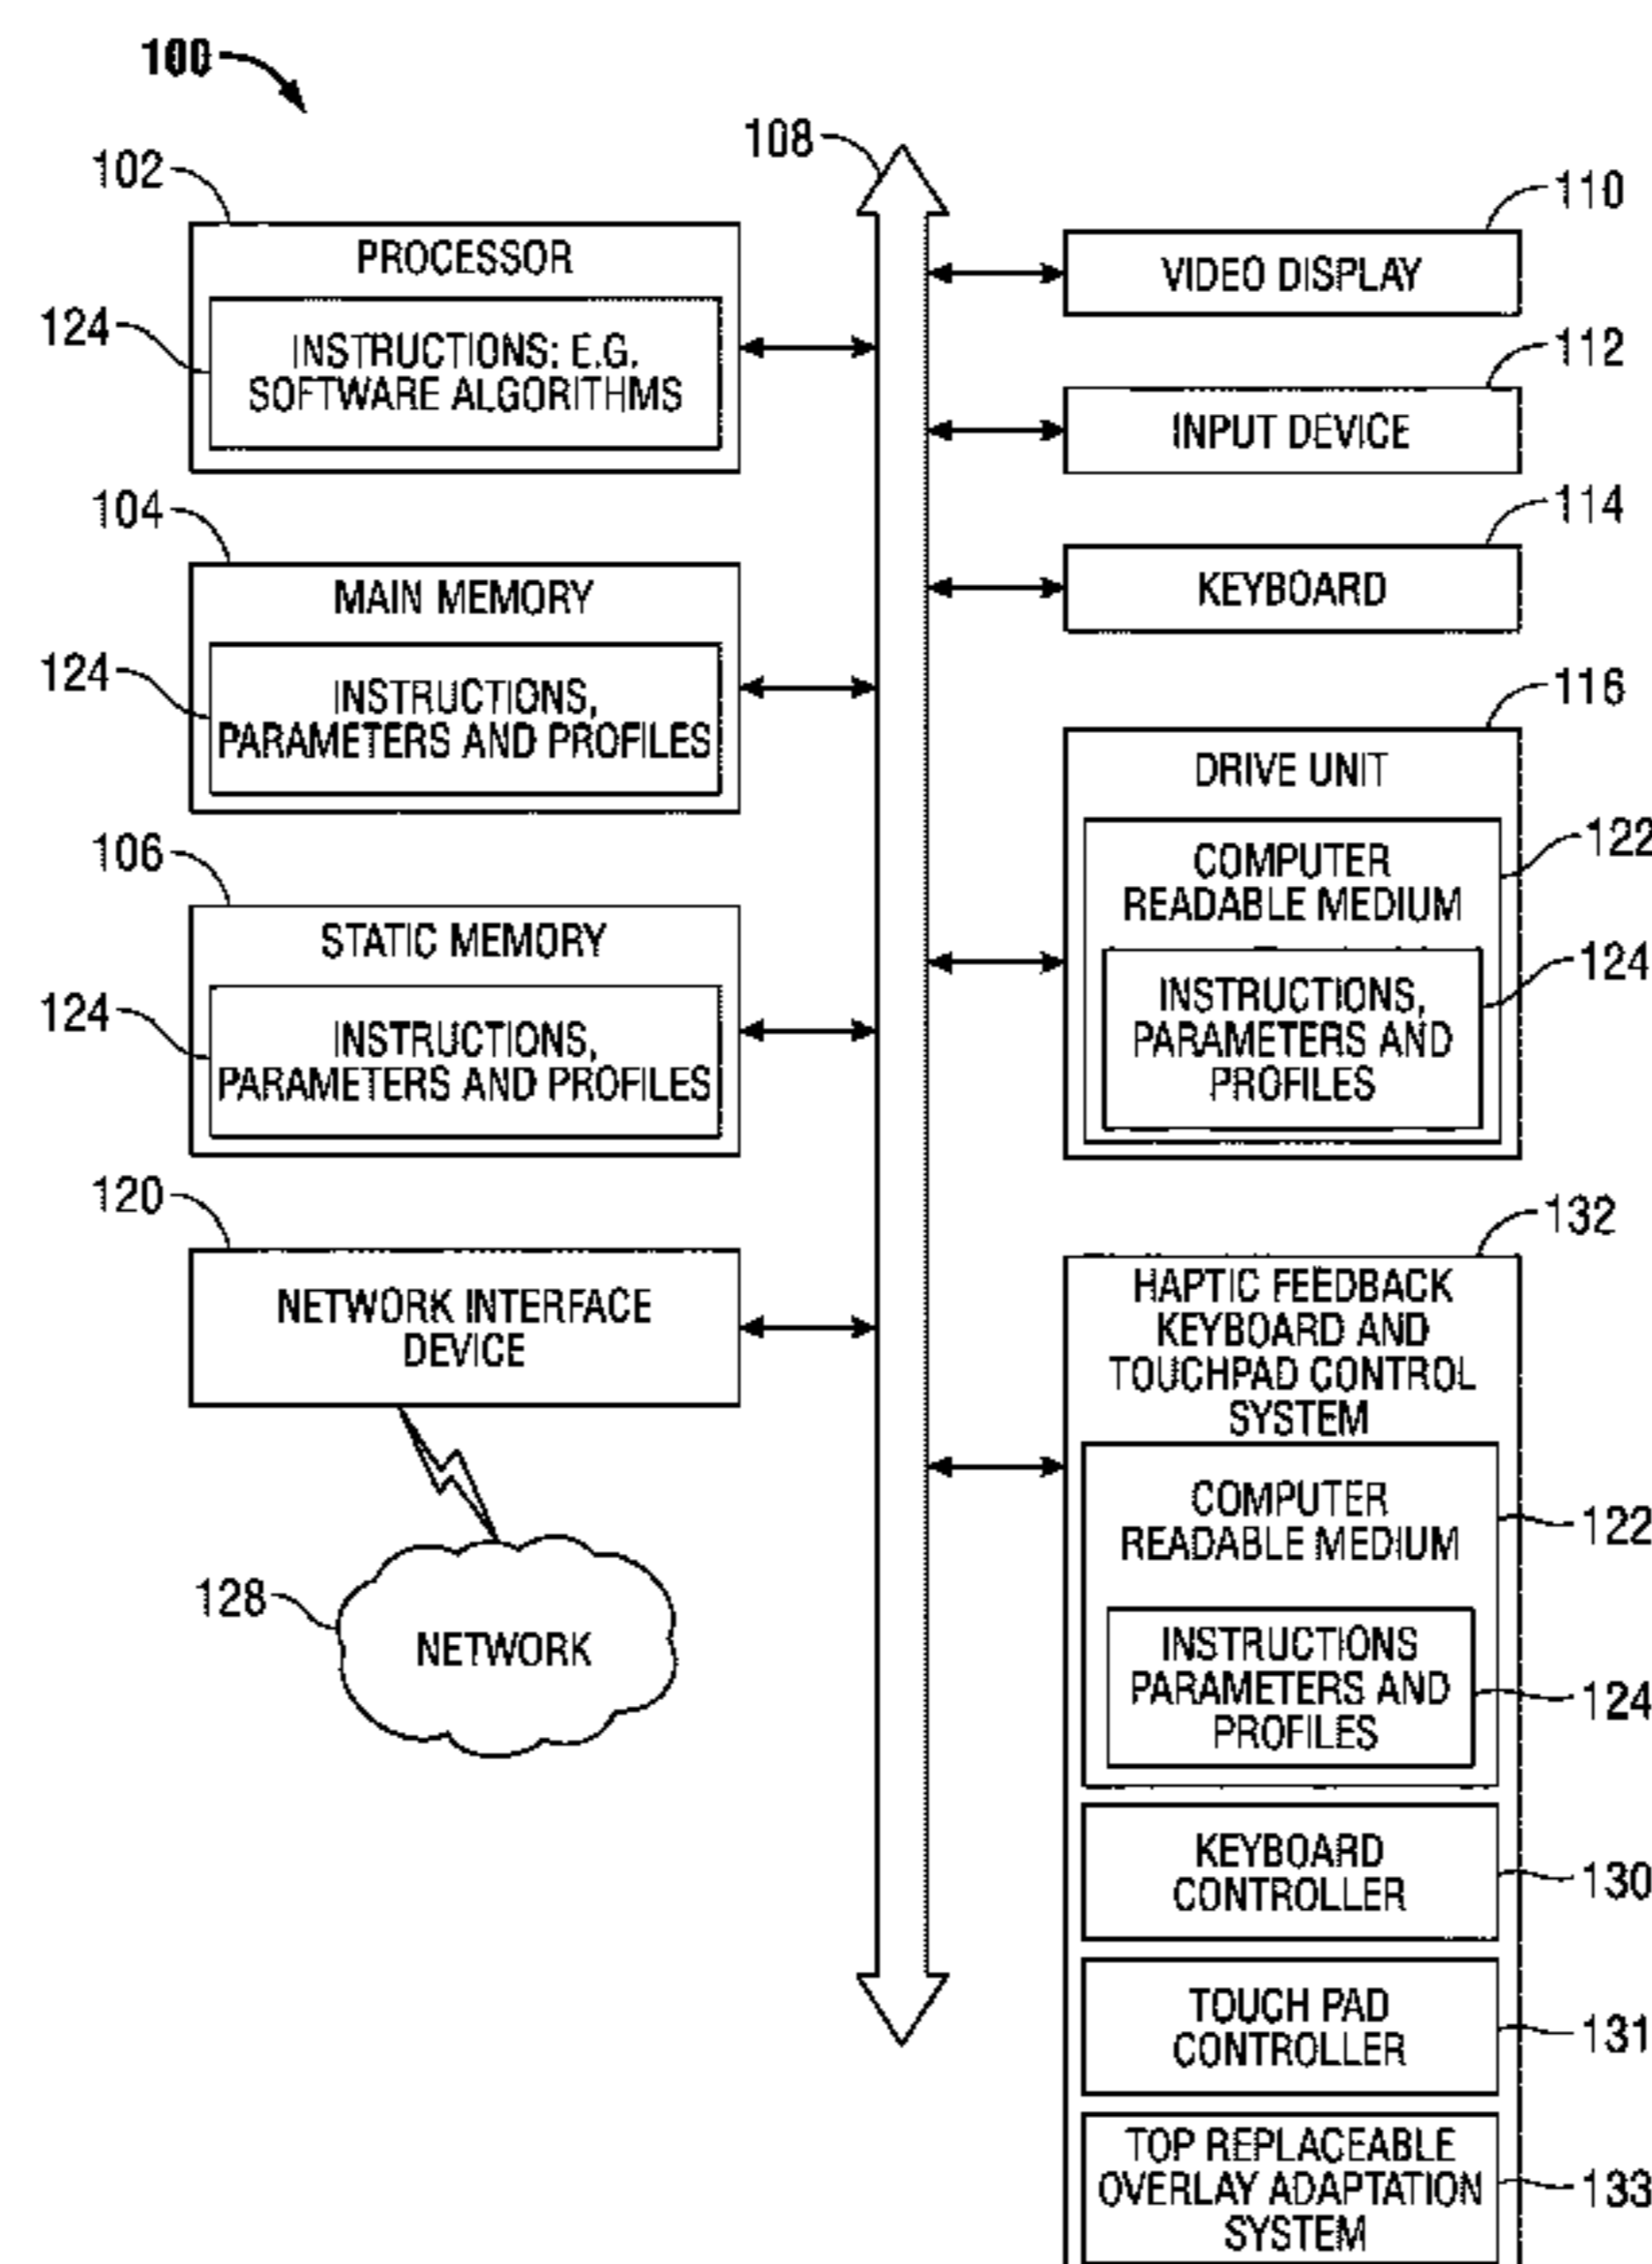 100
108
102
PROCESSOR
124
INSTRUCTIONS: E.G.
SOFTWARE ALGORITHMS
104
MAIN MEMORY
124
INSTRUCTIONS,
PARAMETERS AND PROFILES
106
STATIC MEMORY
124
INSTRUCTIONS,
PARAMETERS AND PROFILES
120
NETWORK INTERFACE
DEVICE
128
NETWORK
110
VIDEO DISPLAY
112
INPUT DEVICE
114
KEYBOARD
116
DRIVE UNIT
122
COMPUTER
READABLE MEDIUM
124
INSTRUCTIONS,
PARAMETERS AND
PROFILES
132
HAPTIC FEEDBACK
KEYBOARD AND
TOUCHPAD CONTROL
SYSTEM
COMPUTER
READABLE MEDIUM
122
INSTRUCTIONS
PARAMETERS AND
PROFILES
124
KEYBOARD
CONTROLLER
130
TOUCH PAD
CONTROLLER
131
TOP REPLACEABLE
OVERLAY ADAPTATION
SYSTEM
133